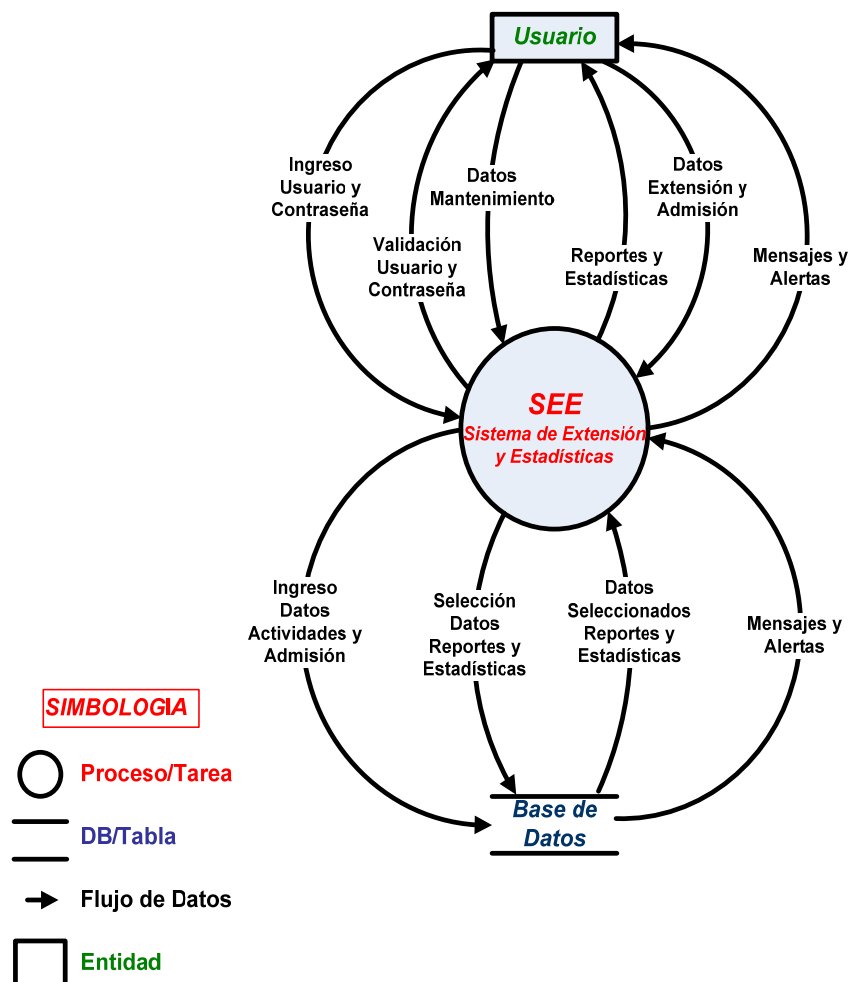 Usuario
Ingreso
Usuario y
Contraseña
Validación
Usuario y
Contraseña
Datos
Mantenimiento
Reportes y
Estadísticas
Datos
Extensión y
Admisión
Mensajes y
Alertas
SEE
Sistema de Extensión
y Estadísticas
Ingreso
Datos
Actividades y
Admisión
Selección
Datos
Reportes y
Estadísticas
Datos
Seleccionados
Reportes y
Estadísticas
Mensajes y
Alertas
Base de
Datos
SIMBOLOGIA
Proceso/Tarea
DB/Tabla
Flujo de Datos
Entidad